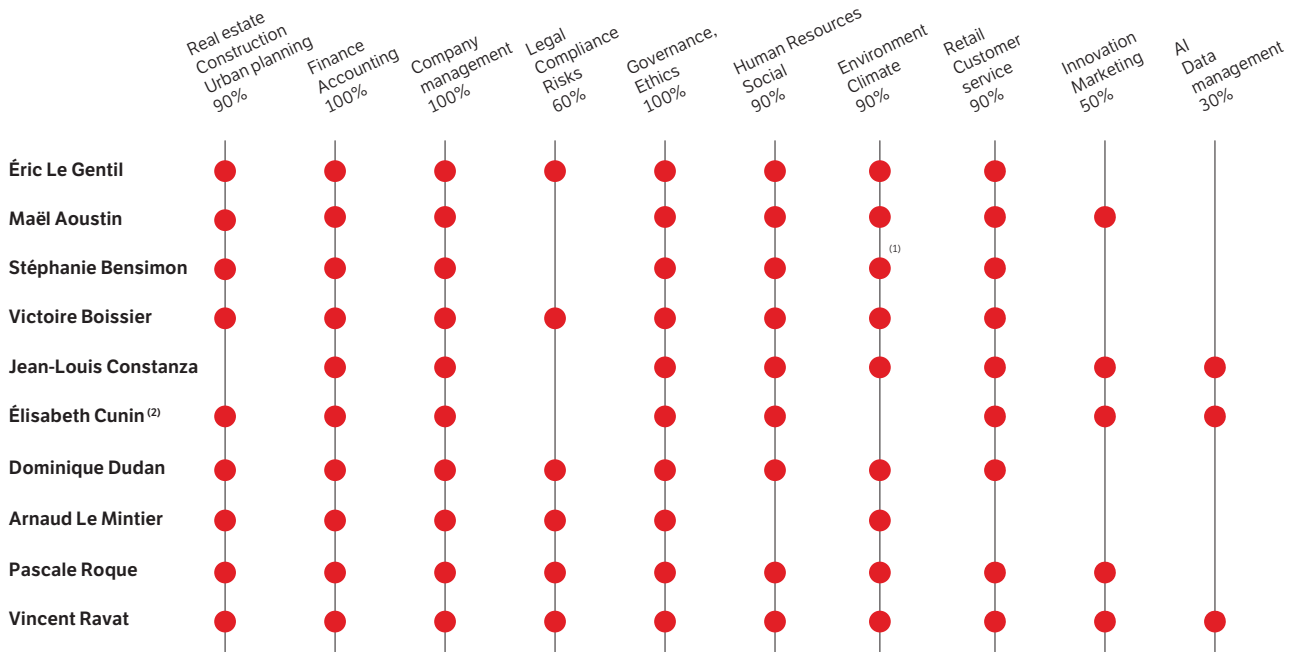 Real estate
Construction
Urban planning
90%
Finance
Accounting
100%
Company
management
100%
Legal
Compliance
Risks
60%
Governance,
Ethics
100%
Human Resources
Social
90%
Environment
Climate
90%
Retail
Customer
service
90%
Innovation
Marketing
50%
AI
Data
management
30%
Éric Le Gentil
Maël Aoustin
Stéphanie Bensimon
(1)
Victoire Boissier
Jean-Louis Constanza
Élisabeth Cunin (2)
Dominique Dudan
Arnaud Le Mintier
Pascale Roque
Vincent Ravat